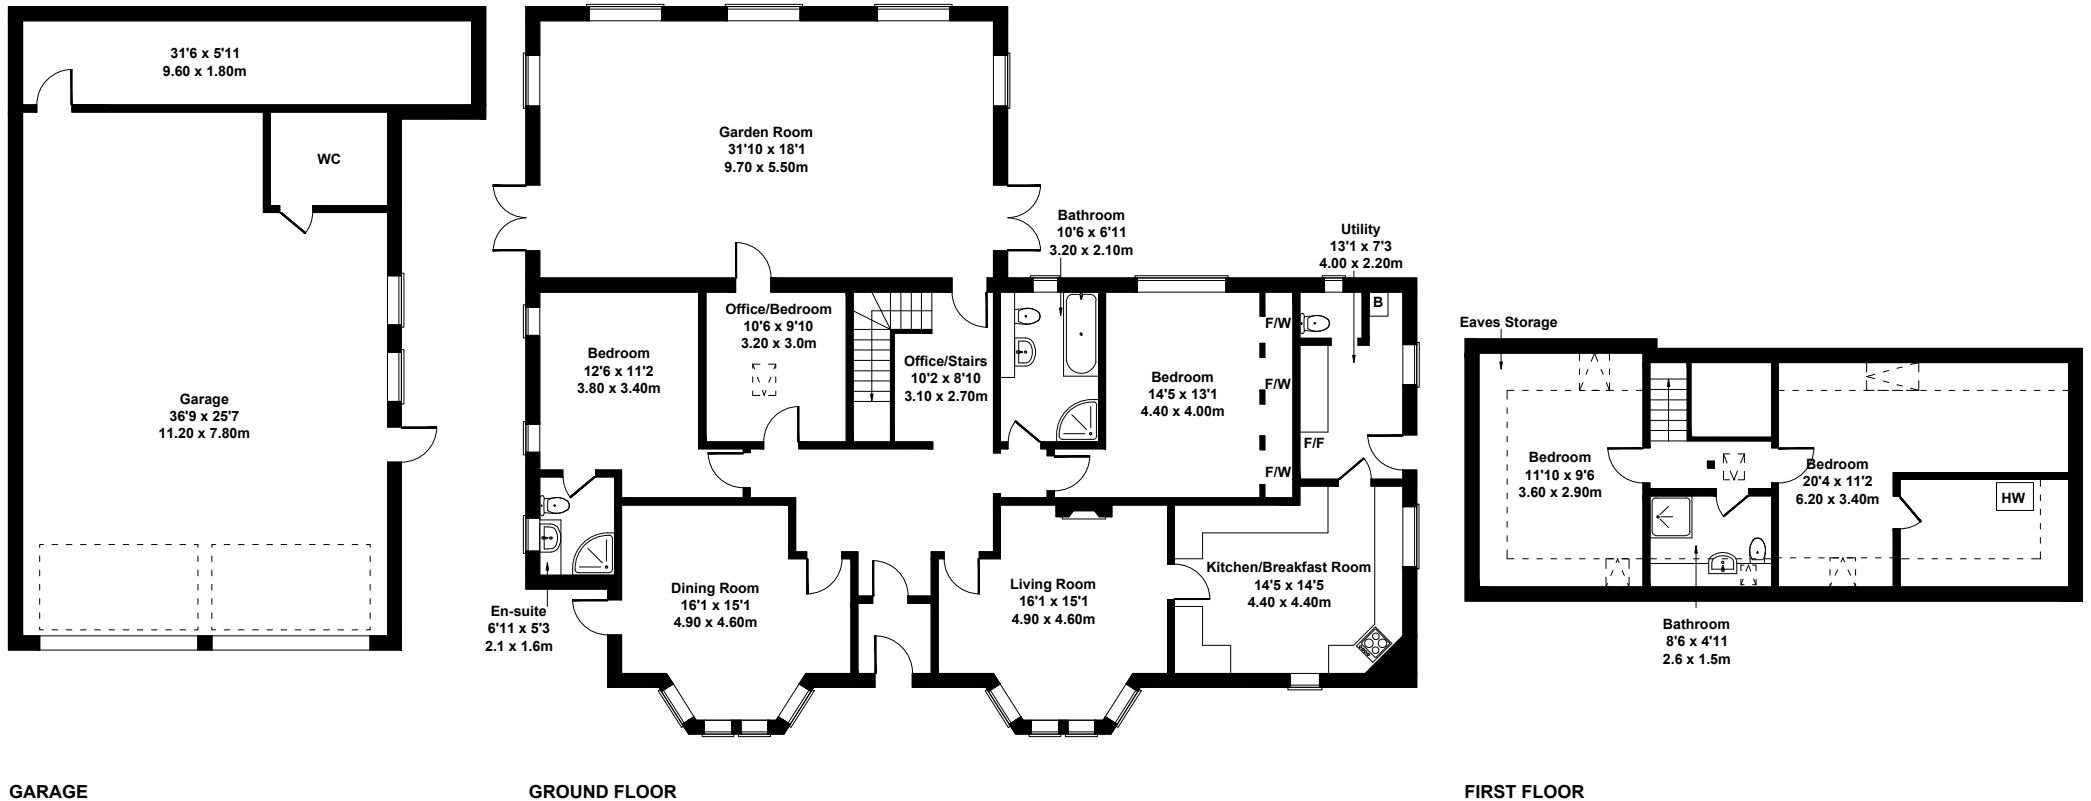 31'6 x 5'11
9.60 x 1.80m
WC
Garage
36'9 x 25'7
11.20 x 7.80m
GARAGE
Garden Room
31'10 x 18'1
9.70 x 5.50m
Bathroom
10'6 x 6'11
3.20 x 2.10m
Utility
13'1 x 7'3
4.00 x 2.20m
Office/Bedroom
10'6 x 9'10
3.20 x 3.0m
Bedroom
12'6 x 11'2
3.80 x 3.40m
Office/Stairs
10'2 x 8'10
3.10 x 2.70m
Bedroom
14'5 x 13'1
4.40 x 4.00m
F/W
F/W
F/W
B
F/F
En-suite
6'11 x 5'3
2.1 x 1.6m
Dining Room
16'1 x 15'1
4.90 x 4.60m
Living Room
16'1 x 15'1
4.90 x 4.60m
Kitchen/Breakfast Room
14'5 x 14'5
4.40 x 4.40m
GROUND FLOOR
Eaves Storage
Bedroom
11'10 x 9'6
3.60 x 2.90m
Bedroom
20'4 x 11'2
6.20 x 3.40m
HW
Bathroom
8'6 x 4'11
2.6 x 1.5m
FIRST FLOOR